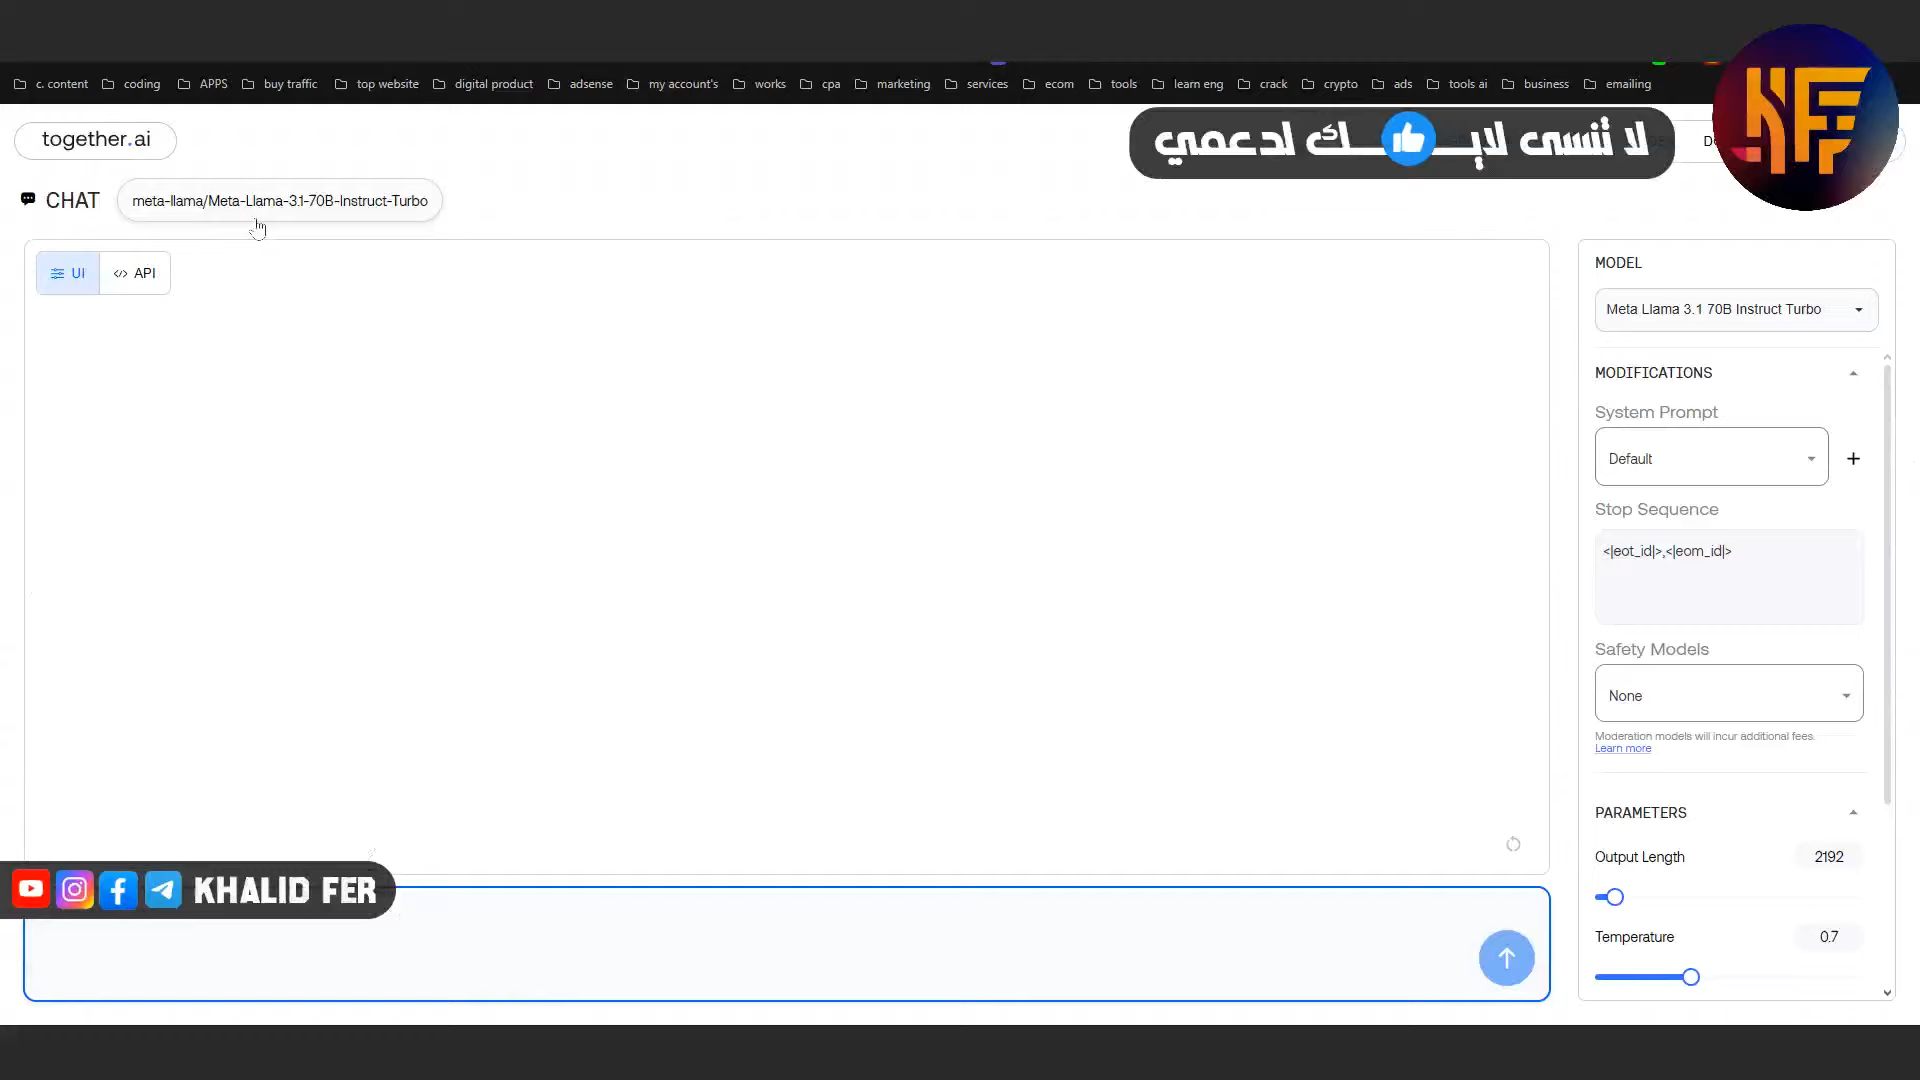 c. content coding APPS buy traffic top website digital product adsense my account's works cpa marketing services ecom tools learn eng crack crypto ads tools ai business emailing
together.ai
لا تنسى لايـــك لدعمي
KF
CHAT meta-llama/Meta-Llama-3.1-70B-Instruct-Turbo
UI API
MODEL
Meta Llama 3.1 70B Instruct Turbo
MODIFICATIONS
System Prompt
Default
Stop Sequence
<|eot_id|>,<|eom_id|>
Safety Models
None
Moderation models will incur additional fees.
Learn more
PARAMETERS
Output Length 2192
Temperature 0.7
KHALID FER